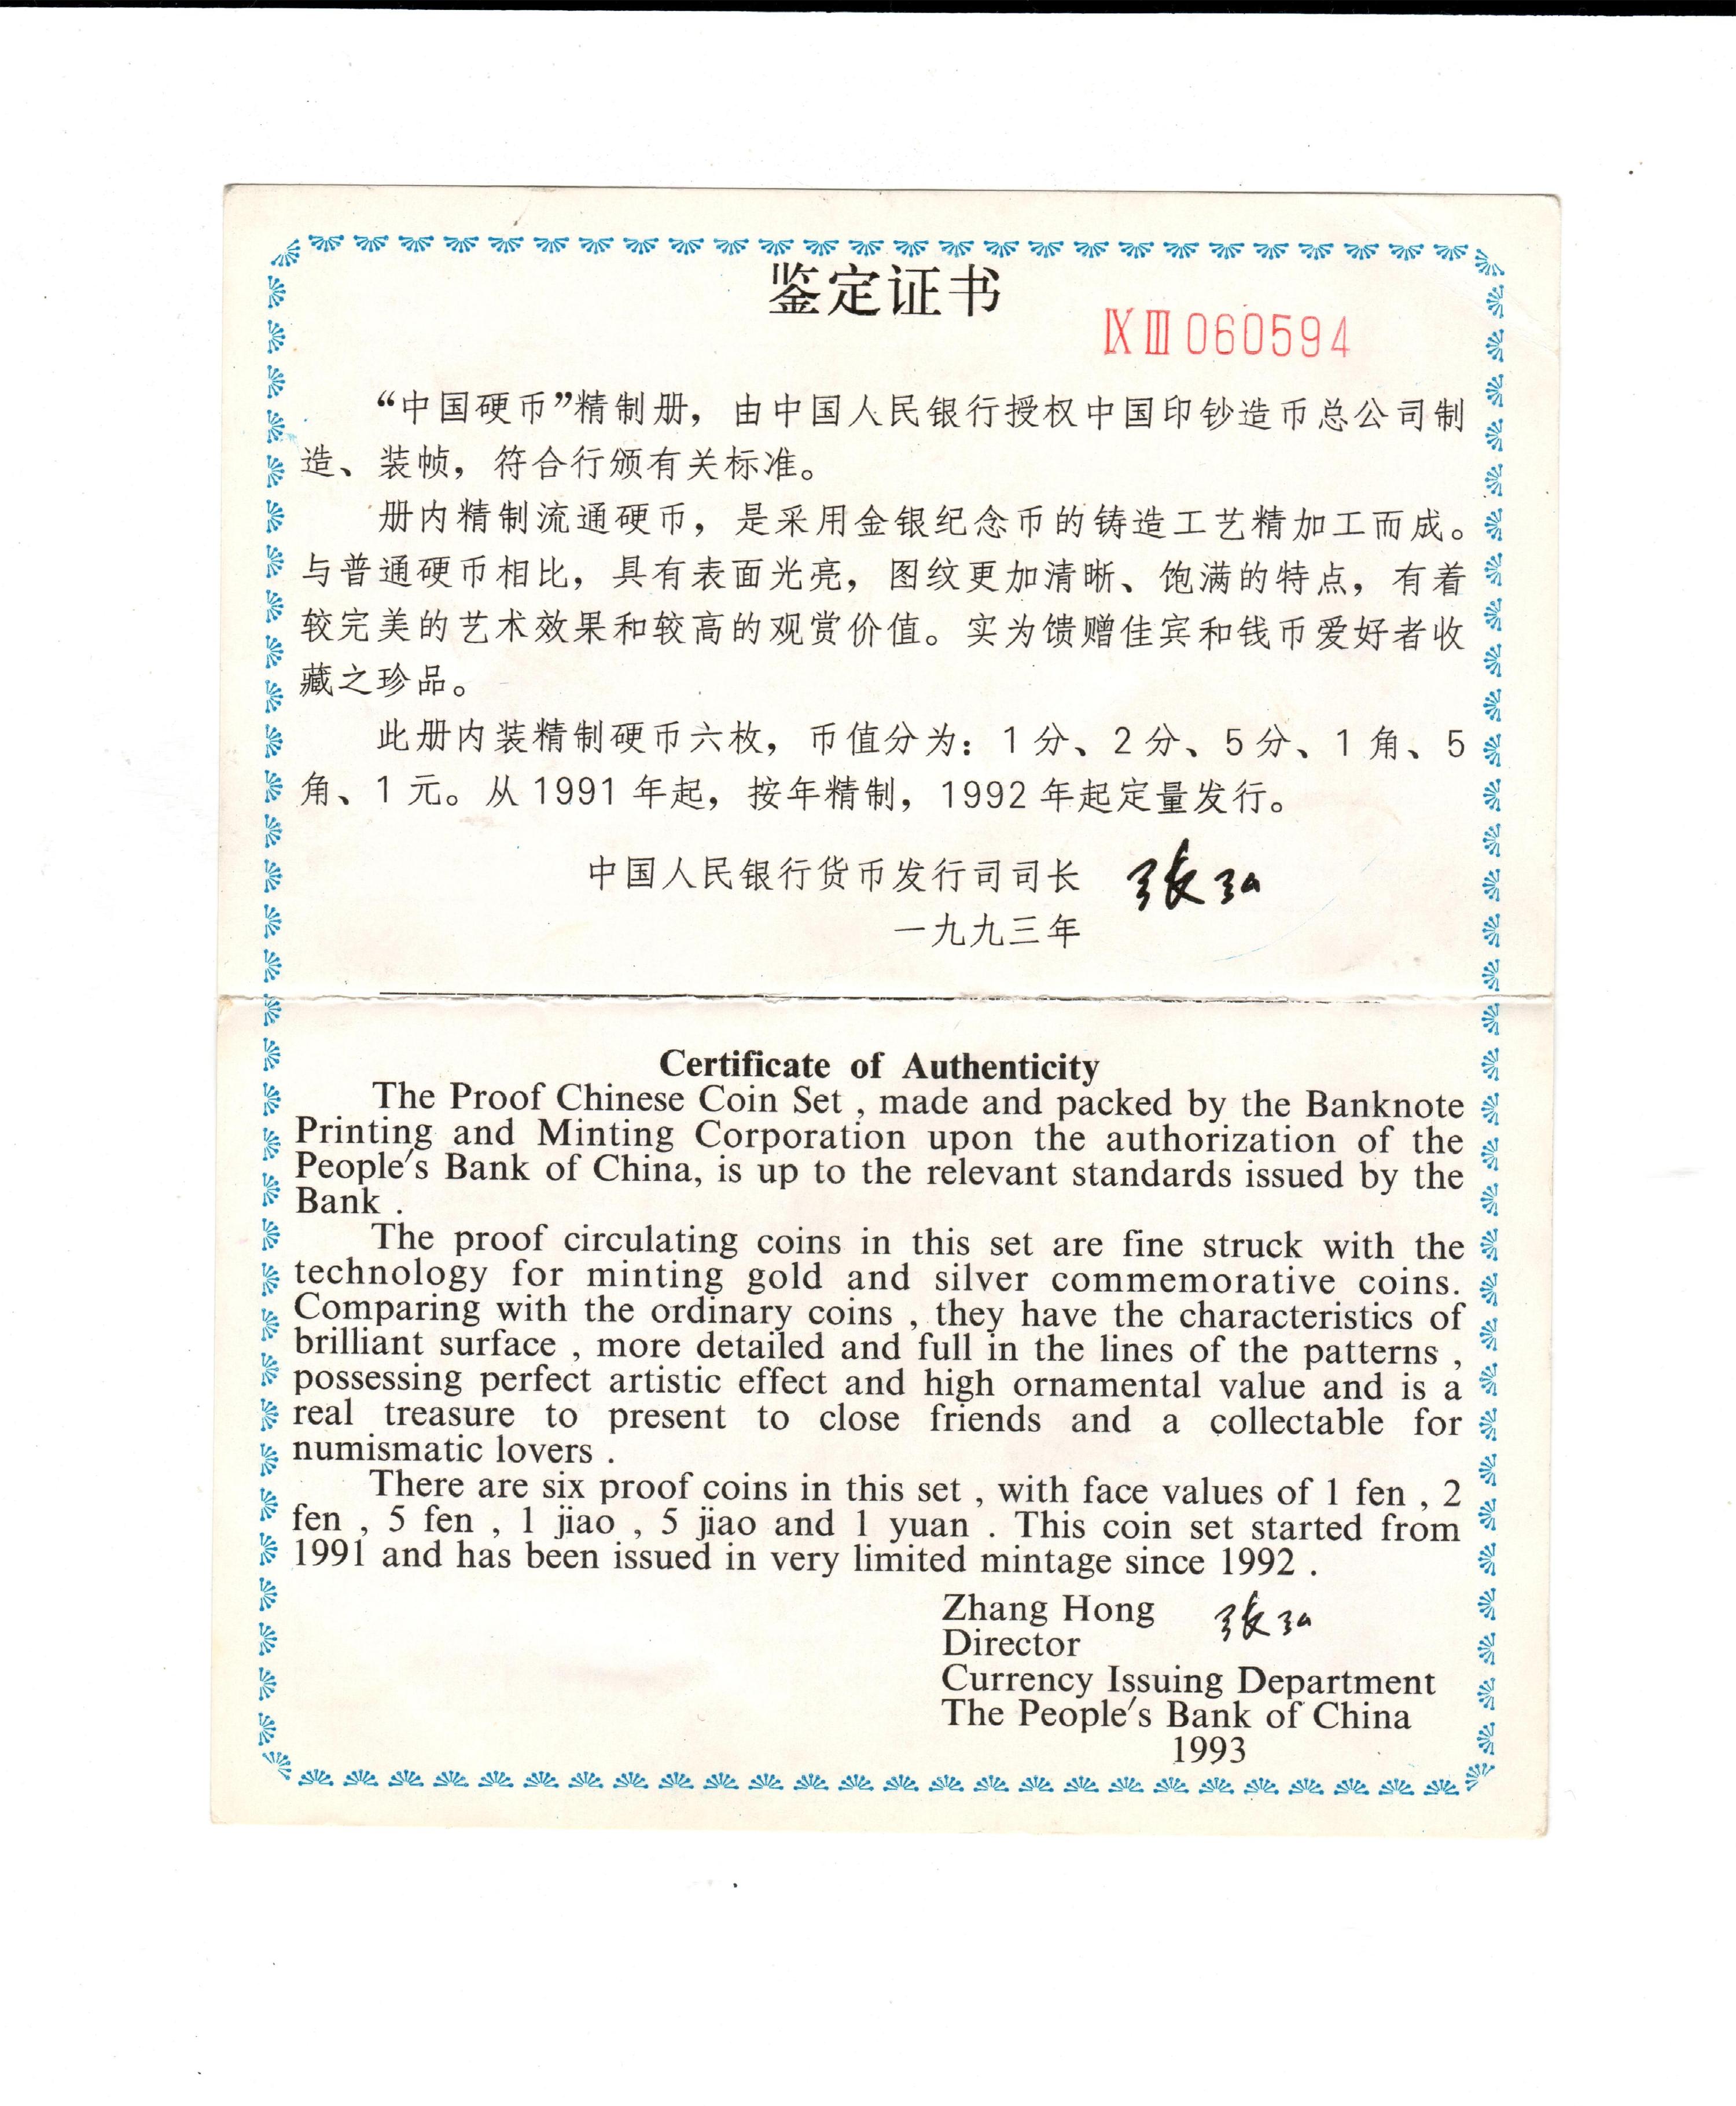 鉴定证书
ⅨⅢ060594
“中国硬币”精制册，由中国人民银行授权中国印钞造币总公司制
造、装帧，符合行颁有关标准。
册内精制流通硬币，是采用金银纪念币的铸造工艺精加工而成。
与普通硬币相比，具有表面光亮，图纹更加清晰、饱满的特点，有着
较完美的艺术效果和较高的观赏价值。实为馈赠佳宾和钱币爱好者收
藏之珍品。
此册内装精制硬币六枚，币值分为：1分、2分、5分、1角、5
角、1元。从1991年起，按年精制，1992年起定量发行。
中国人民银行货币发行司司长 张弘
一九九三年
Certificate of Authenticity
The Proof Chinese Coin Set , made and packed by the Banknote
Printing and Minting Corporation upon the authorization of the
People's Bank of China, is up to the relevant standards issued by the
Bank .
The proof circulating coins in this set are fine struck with the
technology for minting gold and silver commemorative coins.
Comparing with the ordinary coins , they have the characteristics of
brilliant surface , more detailed and full in the lines of the patterns ,
possessing perfect artistic effect and high ornamental value and is a
real treasure to present to close friends and a collectable for
numismatic lovers .
There are six proof coins in this set , with face values of 1 fen , 2
fen , 5 fen , 1 jiao , 5 jiao and 1 yuan . This coin set started from
1991 and has been issued in very limited mintage since 1992 .
Zhang Hong 张弘
Director
Currency Issuing Department
The People's Bank of China
1993